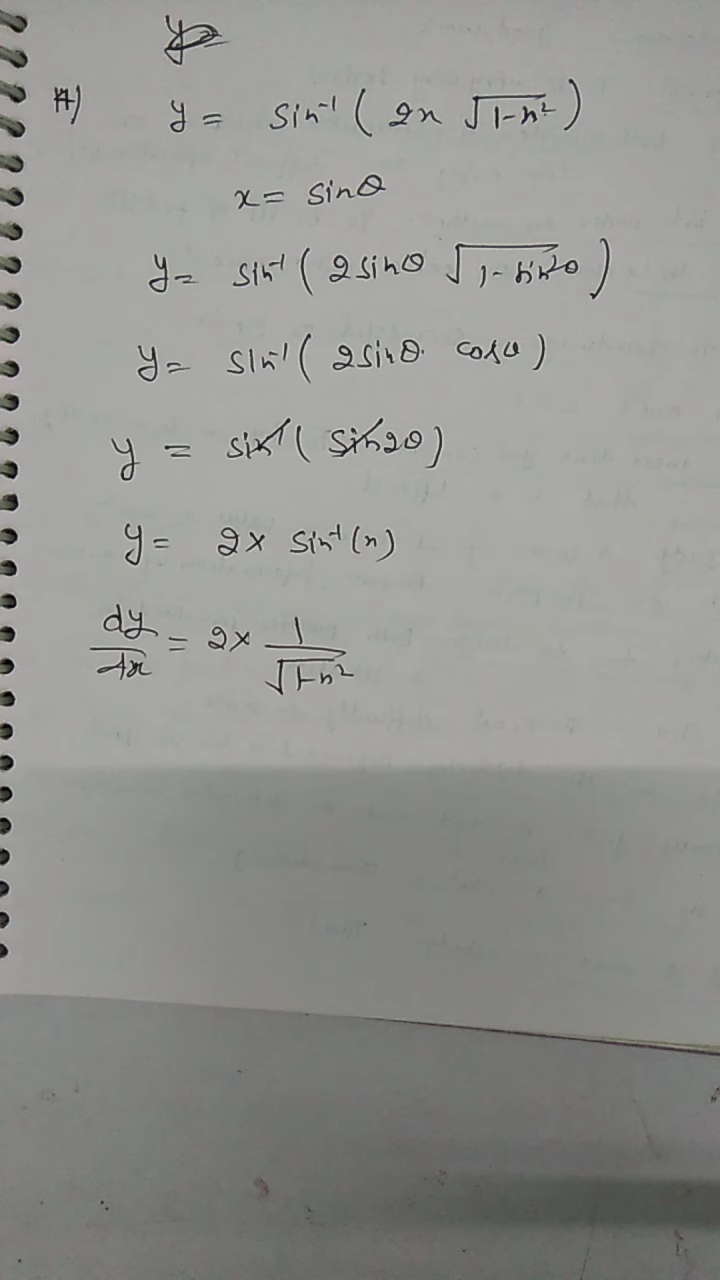 14) y = sin⁻¹ ( 2x √1-x² )
x = sinθ
y = sin⁻¹ ( 2sinθ √1-sin²θ )
y = sin⁻¹ ( 2sinθ. cosθ )
y = sin⁻¹ ( sin2θ )
y = 2 × sin⁻¹ (x)
dy/dx = 2 × 1/√1-x²